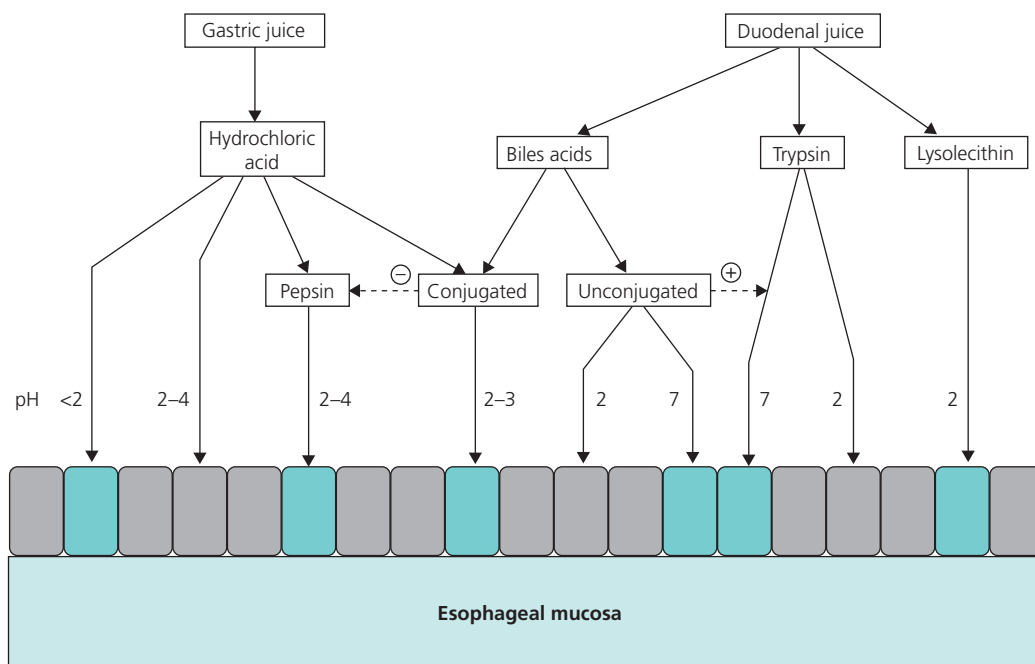 Gastric juice
Duodenal juice
Hydrochloric
acid
Biles acids
Trypsin
Lysolecithin
−
+
Pepsin
Conjugated
Unconjugated
pH <2 2–4 2–4 2–3 2 7 7 2 2
Esophageal mucosa